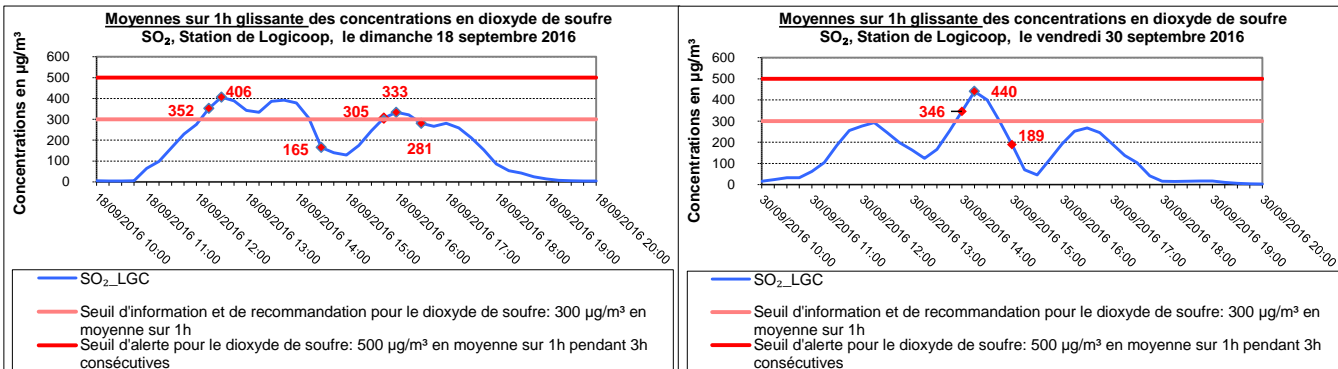 Moyennes sur 1h glissante des concentrations en dioxyde de soufre
SO₂, Station de Logicoop, le dimanche 18 septembre 2016
Concentrations en µg/m³
600
500
400
300
200
100
0
352
406
165
305
333
281
18/09/2016 10:00
18/09/2016 11:00
18/09/2016 12:00
18/09/2016 13:00
18/09/2016 14:00
18/09/2016 15:00
18/09/2016 16:00
18/09/2016 17:00
18/09/2016 18:00
18/09/2016 19:00
18/09/2016 20:00
SO₂_LGC
Seuil d'information et de recommandation pour le dioxyde de soufre: 300 µg/m³ en
moyenne sur 1h
Seuil d'alerte pour le dioxyde de soufre: 500 µg/m³ en moyenne sur 1h pendant 3h
consécutives
Moyennes sur 1h glissante des concentrations en dioxyde de soufre
SO₂, Station de Logicoop, le vendredi 30 septembre 2016
Concentrations en µg/m³
600
500
400
300
200
100
0
346
440
189
30/09/2016 10:00
30/09/2016 11:00
30/09/2016 12:00
30/09/2016 13:00
30/09/2016 14:00
30/09/2016 15:00
30/09/2016 16:00
30/09/2016 17:00
30/09/2016 18:00
30/09/2016 19:00
30/09/2016 20:00
SO₂_LGC
Seuil d'information et de recommandation pour le dioxyde de soufre: 300 µg/m³ en
moyenne sur 1h
Seuil d'alerte pour le dioxyde de soufre: 500 µg/m³ en moyenne sur 1h pendant 3h
consécutives